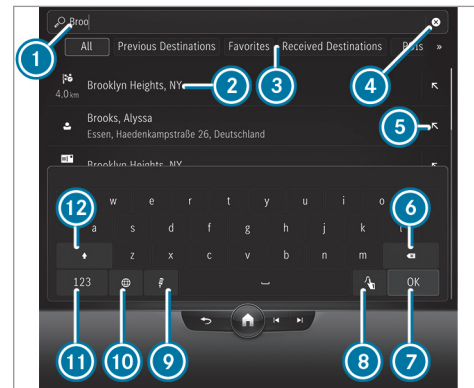 Broo
1
4
All Previous Destinations Favorites Received Destinations POIs »
3
4.0 km
Brooklyn Heights, NY
2
Brooks, Alyssa
Essen, Haedenkampstraße 26, Deutschland
5
Brooklyn Heights, NY
w e r t y u i o
12
6
a s d f g h j k l
z x c v b n m
123
OK
11
10
9
8
7